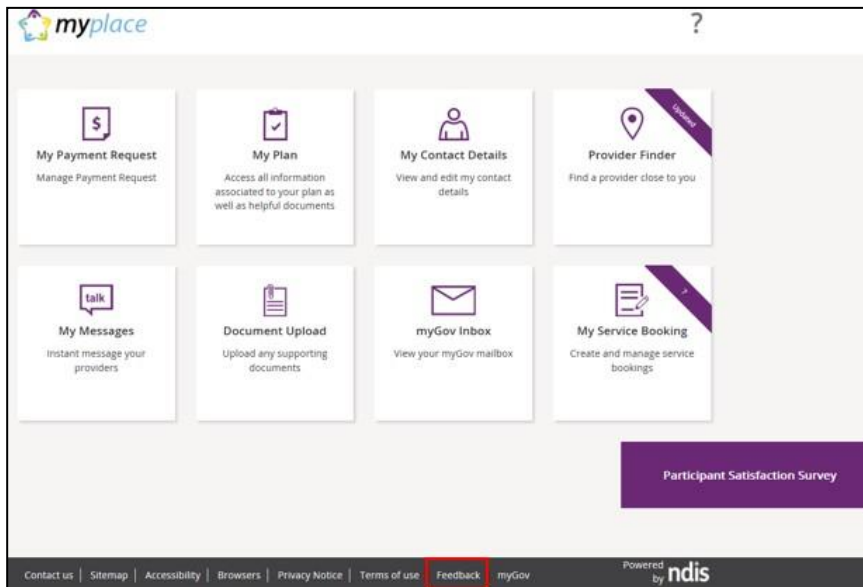 myplace
?
$
My Payment Request
Manage Payment Request
My Plan
Access all information
associated to your plan as
well as helpful documents
My Contact Details
View and edit my contact
details
Updated
Provider Finder
Find a provider close to you
talk
My Messages
Instant message your
providers
Document Upload
Upload any supporting
documents
myGov Inbox
View your myGov mailbox
7
My Service Booking
Create and manage service
bookings
Participant Satisfaction Survey
Contact us | Sitemap | Accessibility | Browsers | Privacy Notice | Terms of use Feedback myGov
Powered
by ndis